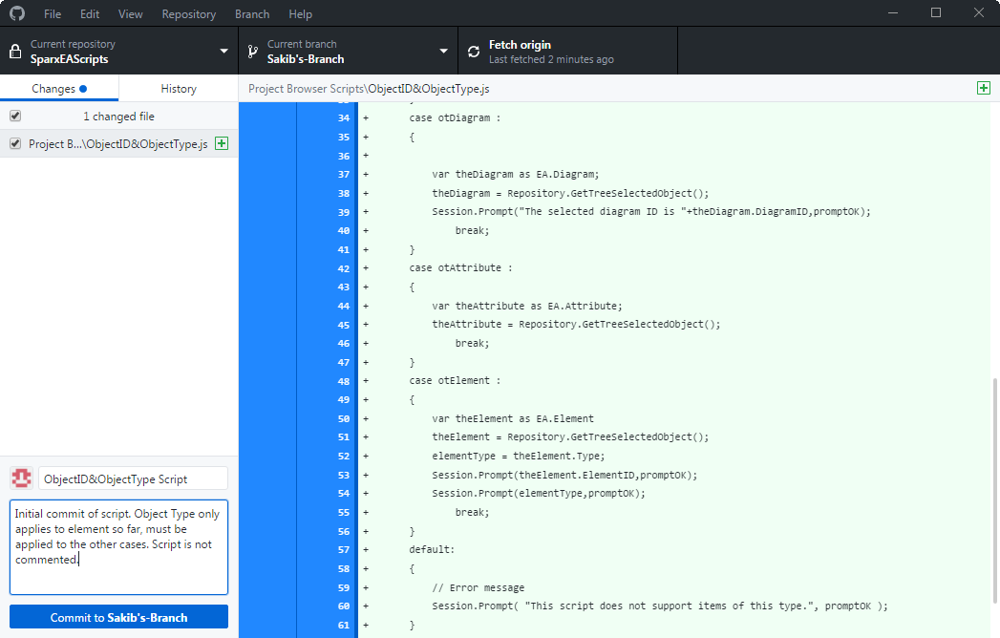 File Edit View Repository Branch Help
Current repository
SparxEAScripts
Current branch
Sakib's-Branch
Fetch origin
Last fetched 2 minutes ago
Changes
History
Project Browser Scripts\ObjectID&ObjectType.js
1 changed file
Project B...\ObjectID&ObjectType.js
34 + case otDiagram :
35 + {
36 +
37 + var theDiagram as EA.Diagram;
38 + theDiagram = Repository.GetTreeSelectedObject();
39 + Session.Prompt("The selected diagram ID is "+theDiagram.DiagramID,promptOK);
40 + break;
41 + }
42 + case otAttribute :
43 + {
44 + var theAttribute as EA.Attribute;
45 + theAttribute = Repository.GetTreeSelectedObject();
46 + break;
47 + }
48 + case otElement :
49 + {
50 + var theElement as EA.Element
51 + theElement = Repository.GetTreeSelectedObject();
52 + elementType = theElement.Type;
53 + Session.Prompt(theElement.ElementID,promptOK);
54 + Session.Prompt(elementType,promptOK);
55 + break;
56 + }
57 + default:
58 + {
59 + // Error message
60 + Session.Prompt( "This script does not support items of this type.", promptOK );
61 + }
ObjectID&ObjectType Script
Initial commit of script. Object Type only
applies to element so far, must be
applied to the other cases. Script is not
commented.
Commit to Sakib's-Branch